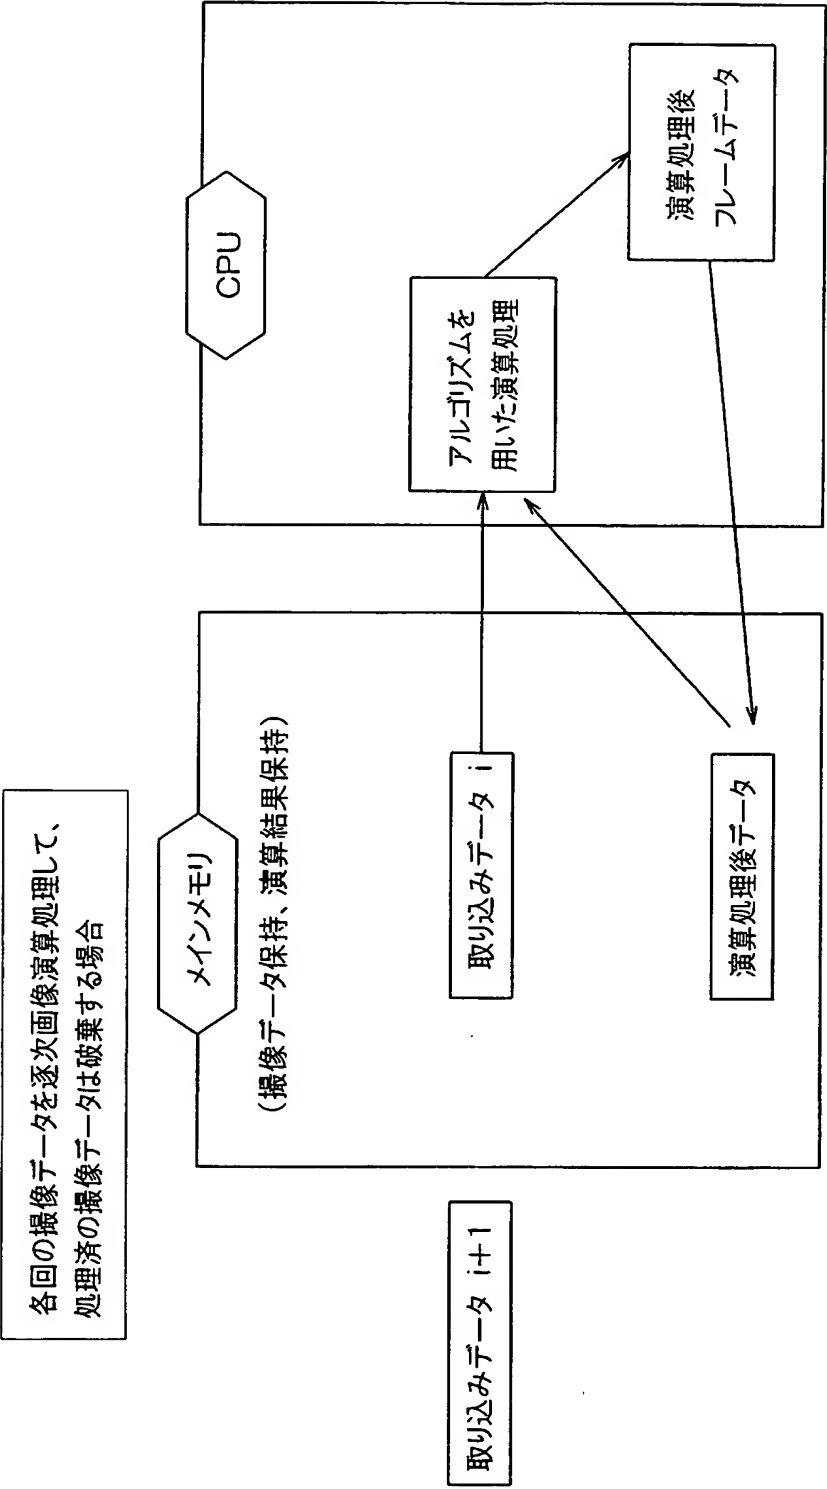 各回の撮像データを逐次画像演算処理して、
処理済の撮像データは破棄する場合
メインメモリ
(撮像データ保持、演算結果保持)
CPU
取り込みデータ i+1
取り込みデータ i
アルゴリズムを
用いた演算処理
演算処理後データ
演算処理後
フレームデータ